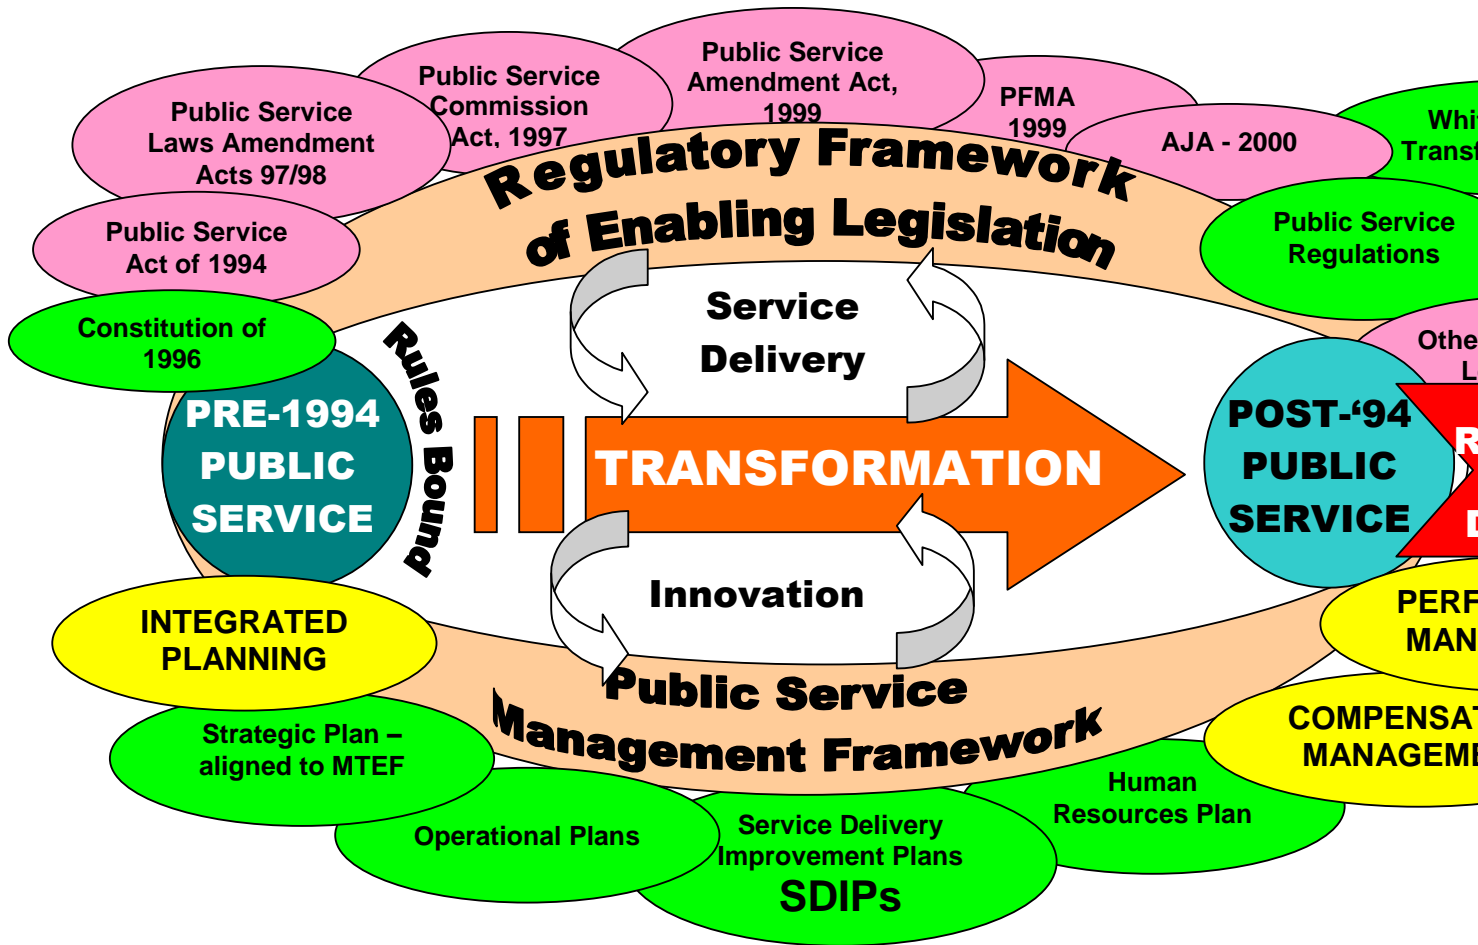 Public Service
Laws Amendment
Acts 97/98
Public Service
Commission
Act, 1997
Public Service
Amendment Act,
1999
PFMA
1999
AJA - 2000
Public Service
Act of 1994
Public Service
Regulations
Constitution of
1996
Regulatory Framework
of Enabling Legislation
Service
Delivery
Rules Bound
PRE-1994
PUBLIC
SERVICE
TRANSFORMATION
POST-‘94
PUBLIC
SERVICE
Innovation
INTEGRATED
PLANNING
Public Service
Management Framework
Strategic Plan –
aligned to MTEF
Operational Plans
Service Delivery
Improvement Plans
SDIPs
Human
Resources Plan